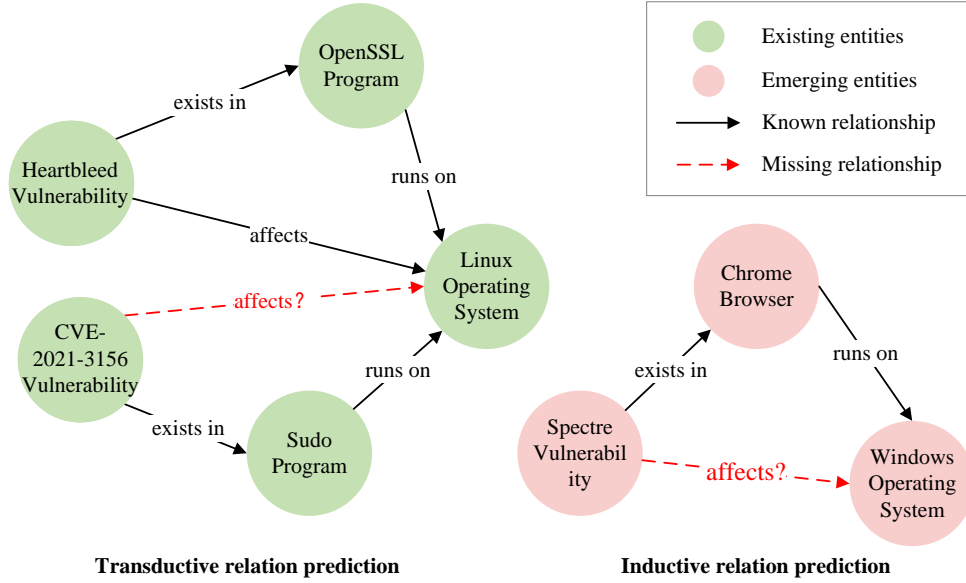 OpenSSL
Program
exists in
Heartbleed
Vulnerability
runs on
affects
Linux
Operating
System
affects?
CVE-
2021-3156
Vulnerability
runs on
exists in
Sudo
Program
Transductive relation prediction
Existing entities
Emerging entities
Known relationship
Missing relationship
Chrome
Browser
exists in
runs on
Spectre
Vulnerabil
ity
affects?
Windows
Operating
System
Inductive relation prediction